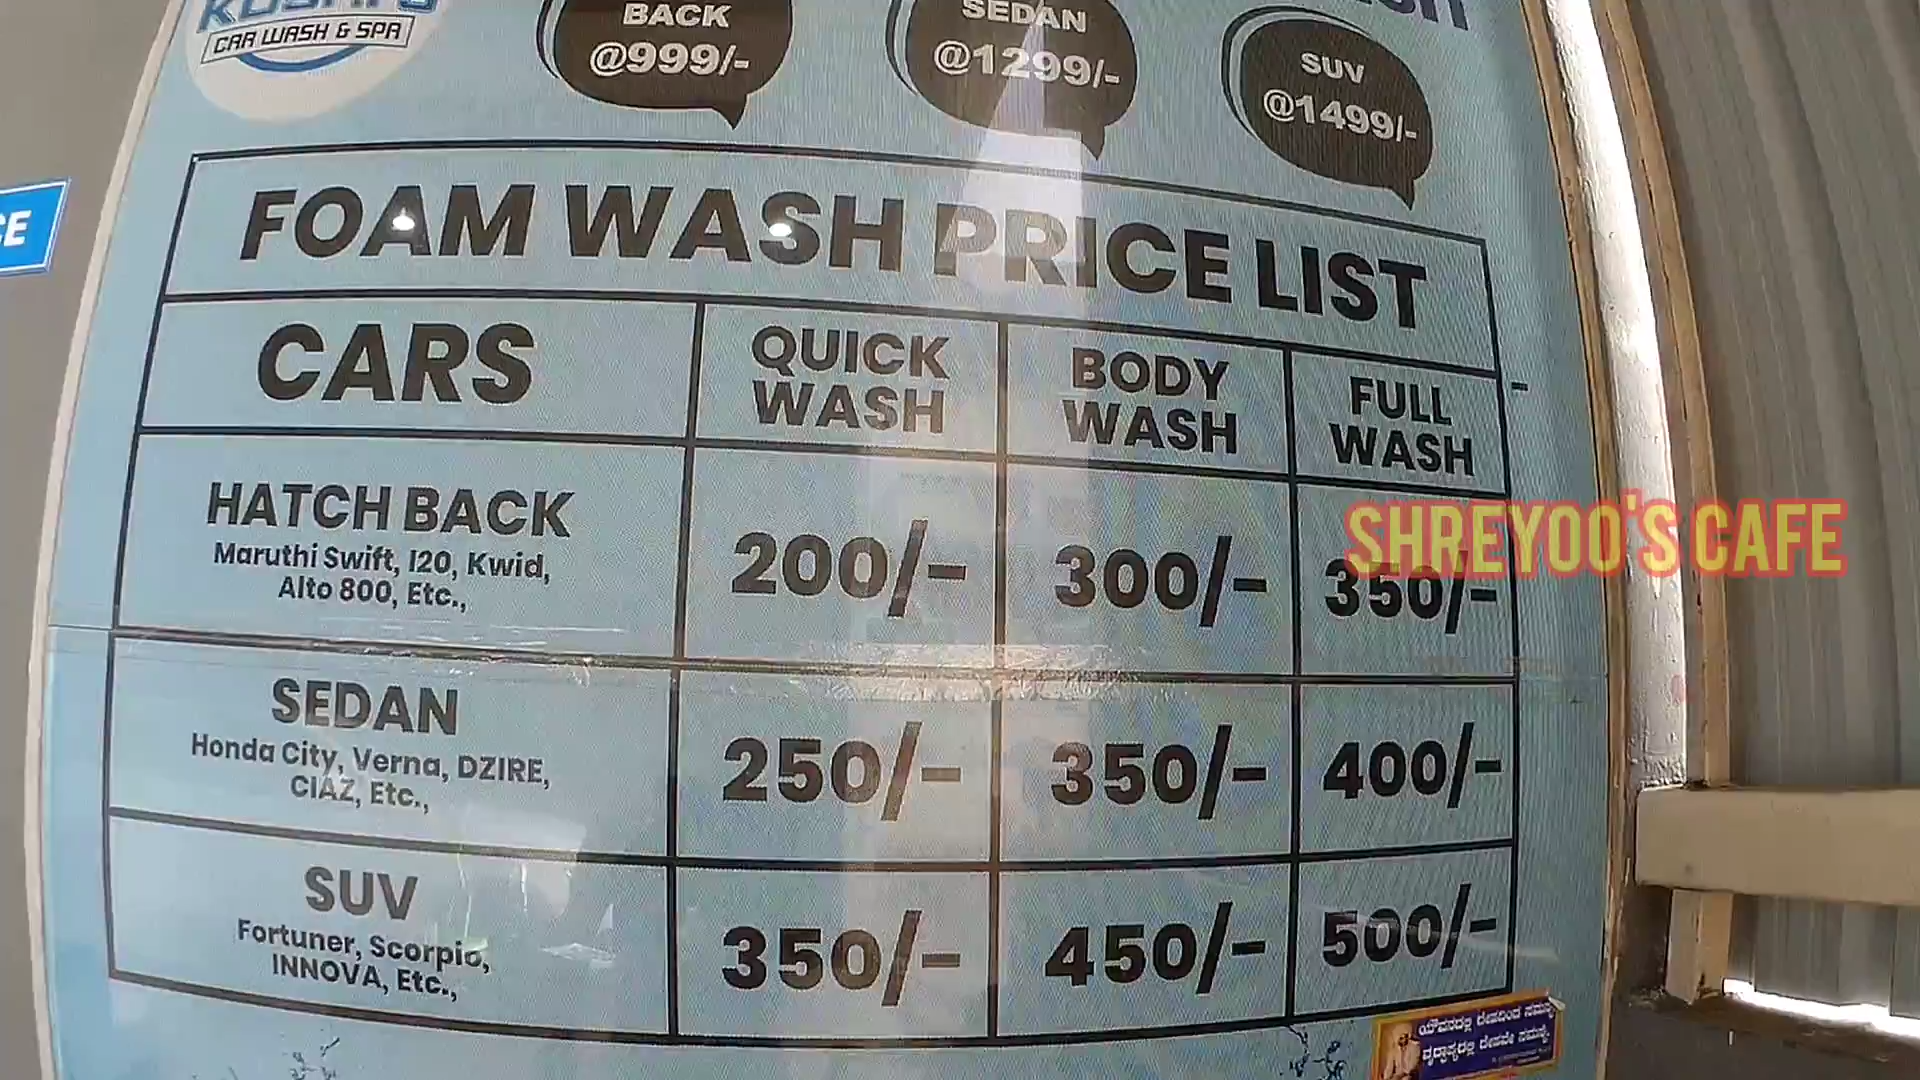 CAR WASH & SPA
BACK
@999/-
SEDAN
@1299/-
SUV
@1499/-
CE
FOAM WASH PRICE LIST
CARS
QUICK WASH
BODY WASH
FULL WASH
HATCH BACK
Maruthi Swift, I20, Kwid,
Alto 800, Etc.,
200/-
300/-
350/-
SHREYOO'S CAFE
SEDAN
Honda City, Verna, DZIRE,
CIAZ, Etc.,
250/-
350/-
400/-
SUV
Fortuner, Scorpio,
INNOVA, Etc.,
350/-
450/-
500/-